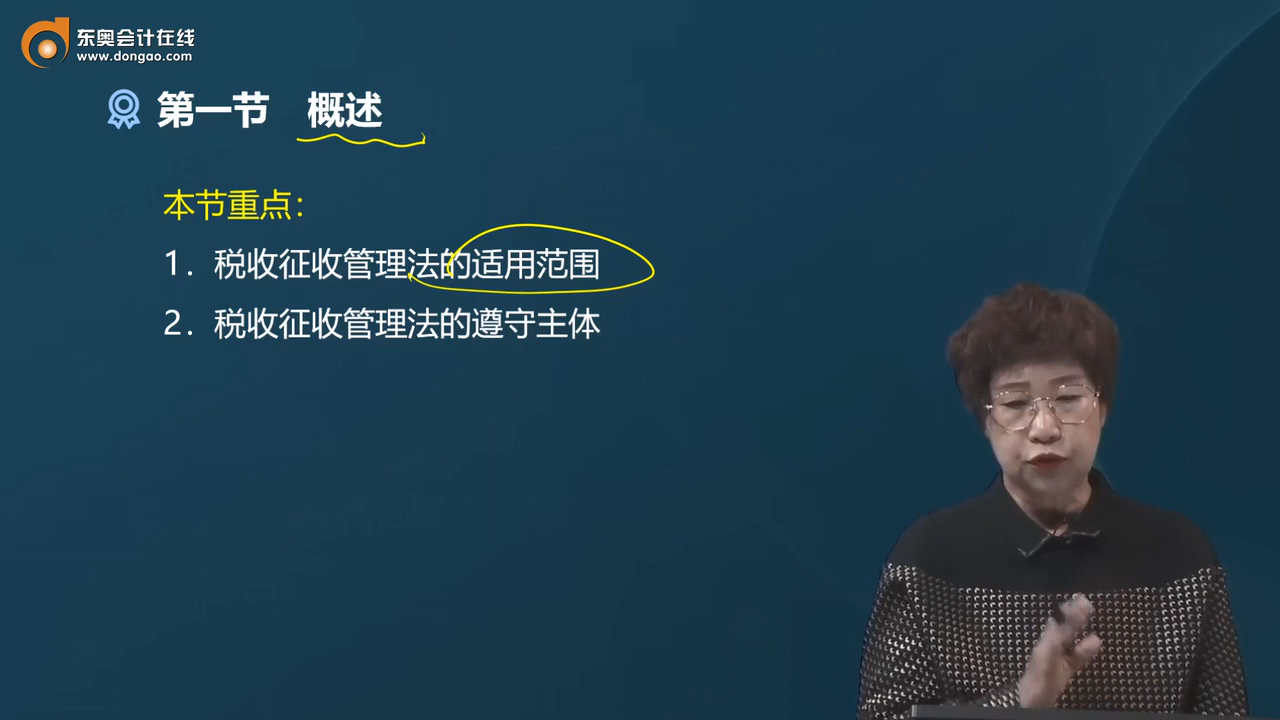 东奥会计在线
www.dongao.com
第一节 概述
本节重点：
1. 税收征收管理法的适用范围
2. 税收征收管理法的遵守主体